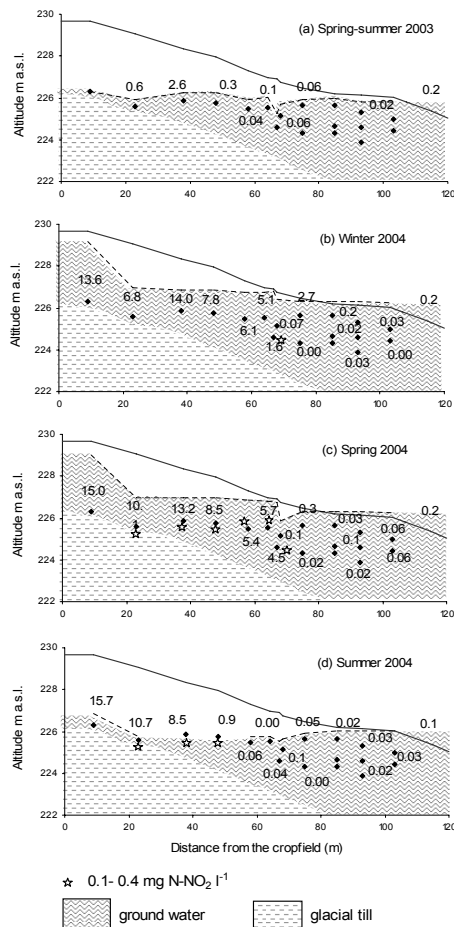 (a) Spring-summer 2003
Altitude m a.s.l.
230
228
226
224
222
0.6 2.6 0.3 0.1 0.06 0.2
0.04 0.06 0.02
0 20 40 60 80 100 120
(b) Winter 2004
Altitude m a.s.l.
230
228
226
224
222
13.6 6.8 14.0 7.8 5.1 2.7 0.2
6.1 0.07 0.2 0.02 0.03
1.6 0.00 0.03 0.00
0 20 40 60 80 100 120
(c) Spring 2004
Altitude m a.s.l.
230
228
226
224
222
15.0 10. 13.2 8.5 5.7 0.3 0.03 0.2
1 5.4 0.1 0.1 0.06
4.5 0.02 0.02 0.06
0 20 40 60 80 100 120
(d) Summer 2004
Altitude m a.s.l.
230
228
226
224
222
15.7 10.7 8.5 0.9 0.00 0.05 0.02 0.1
0.06 0.1 0.03 0.03
0.04 0.00 0.02
0 20 40 60 80 100 120
Distance from the cropfield (m)
☆ 0.1- 0.4 mg N-NO₂ l⁻¹
ground water
glacial till